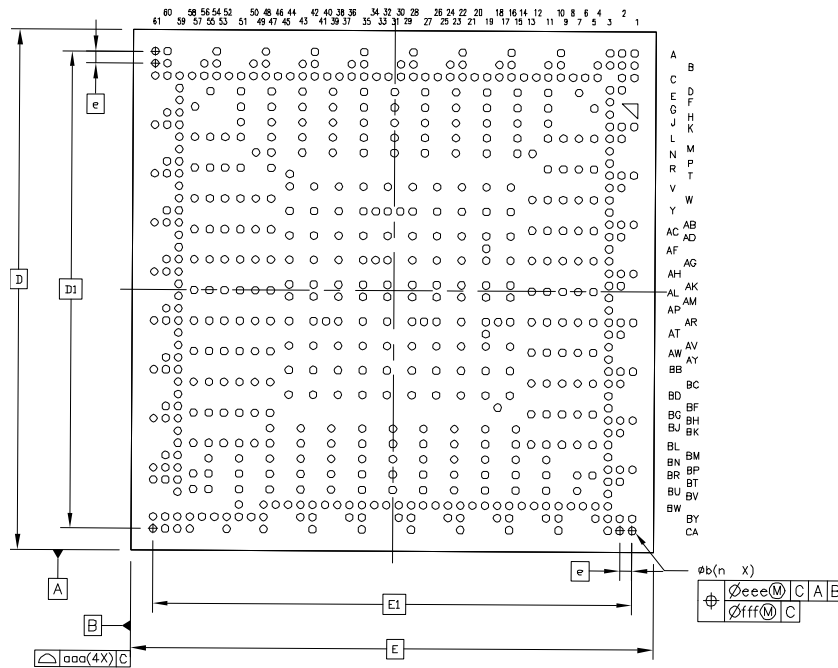 60 58 56 54 52 50 48 46 44 42 40 38 36 34 32 30 28 26 24 22 20 18 16 14 12 10 8 6 4 2
61 59 57 55 53 51 49 47 45 43 41 39 37 35 33 31 29 27 25 23 21 19 17 15 13 11 9 7 5 3 1
A
B
C
D
E
F
G
H
J
K
L
M
N
P
R
T
V
W
Y
AB
AC
AD
AF
AG
AH
AK
AL
AM
AP
AR
AT
AV
AW
AY
BB
BC
BD
BF
BG
BH
BJ
BK
BL
BM
BN
BP
BR
BT
BU
BV
BW
BY
CA
e
D
D1
A
B
e
E1
E
Øb(n X)
Øeee Ⓜ C A B
Øfff Ⓜ C
aaa(4X) C